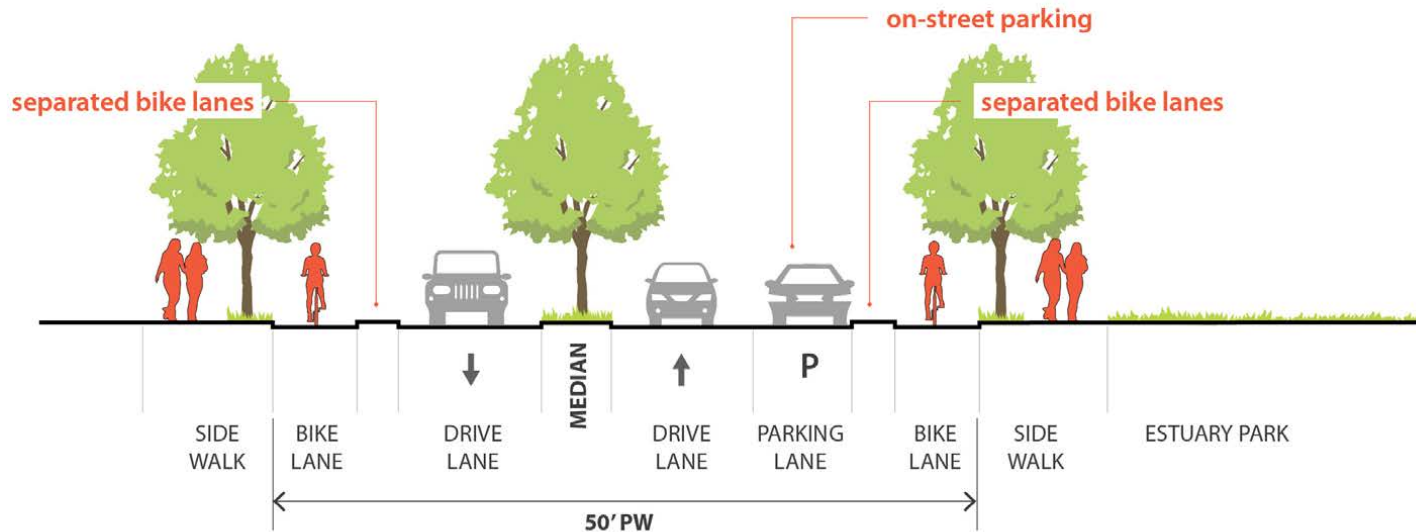 on-street parking
separated bike lanes
separated bike lanes
P
MEDIAN
SIDE
WALK
BIKE
LANE
DRIVE
LANE
DRIVE
LANE
PARKING
LANE
BIKE
LANE
SIDE
WALK
ESTUARY PARK
50' PW